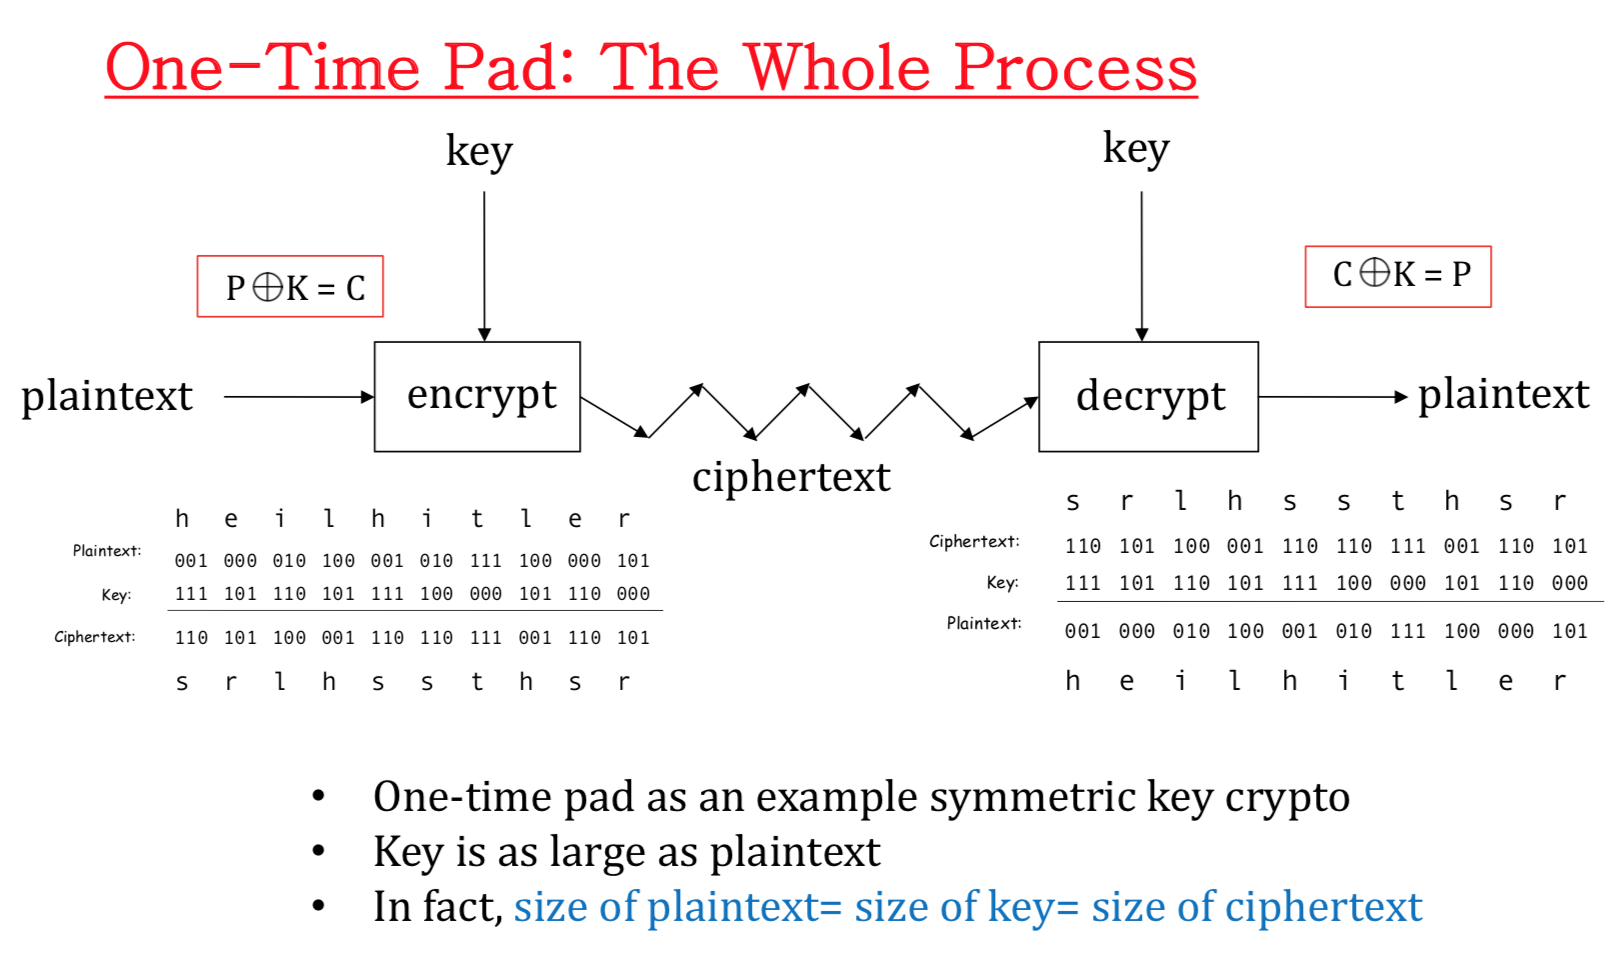 One-Time Pad: The Whole Process
key
key
P ⊕K = C
C ⊕K = P
plaintext
encrypt
decrypt
plaintext
ciphertext
h e i l h i t l e r
Plaintext: 001 000 010 100 001 010 111 100 000 101
Key: 111 101 110 101 111 100 000 101 110 000
Ciphertext: 110 101 100 001 110 110 111 001 110 101
s r l h s s t h s r
s r l h s s t h s r
Ciphertext: 110 101 100 001 110 110 111 001 110 101
Key: 111 101 110 101 111 100 000 101 110 000
Plaintext: 001 000 010 100 001 010 111 100 000 101
h e i l h i t l e r
• One-time pad as an example symmetric key crypto
• Key is as large as plaintext
• In fact, size of plaintext= size of key= size of ciphertext